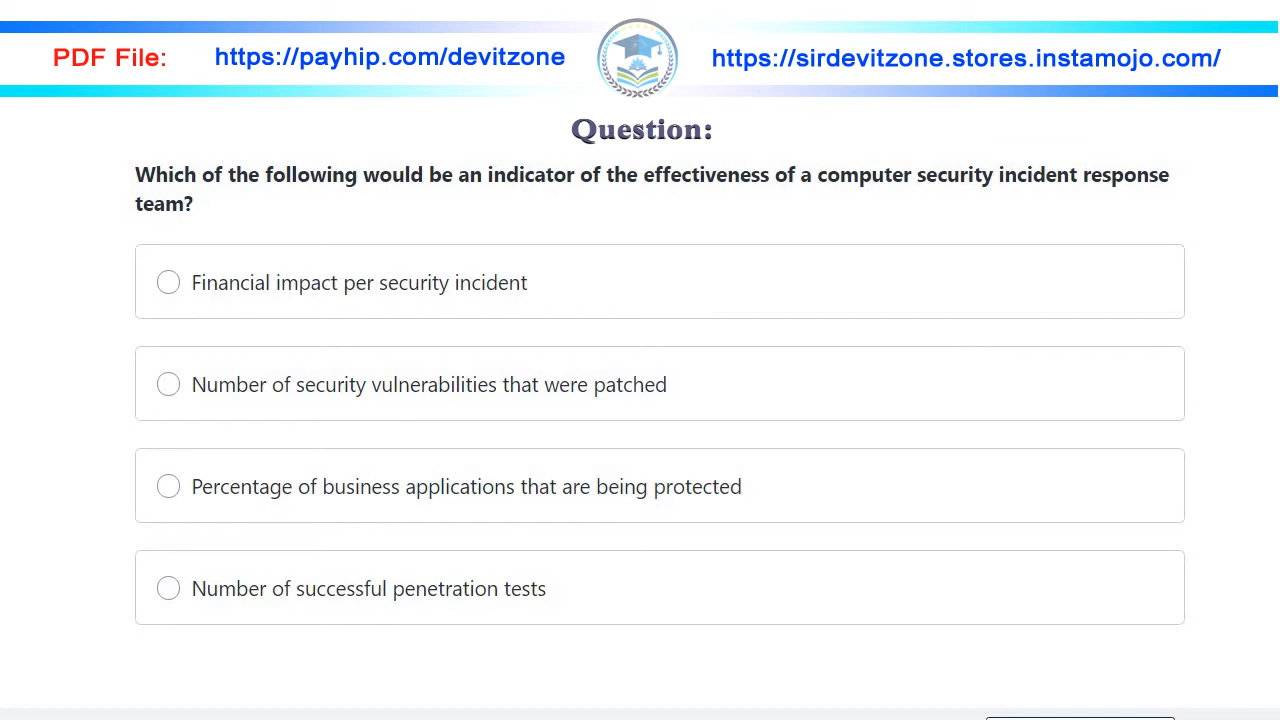 PDF File: https://payhip.com/devitzone https://sirdevitzone.stores.instamojo.com/
Question:
Which of the following would be an indicator of the effectiveness of a computer security incident response
team?
Financial impact per security incident
Number of security vulnerabilities that were patched
Percentage of business applications that are being protected
Number of successful penetration tests